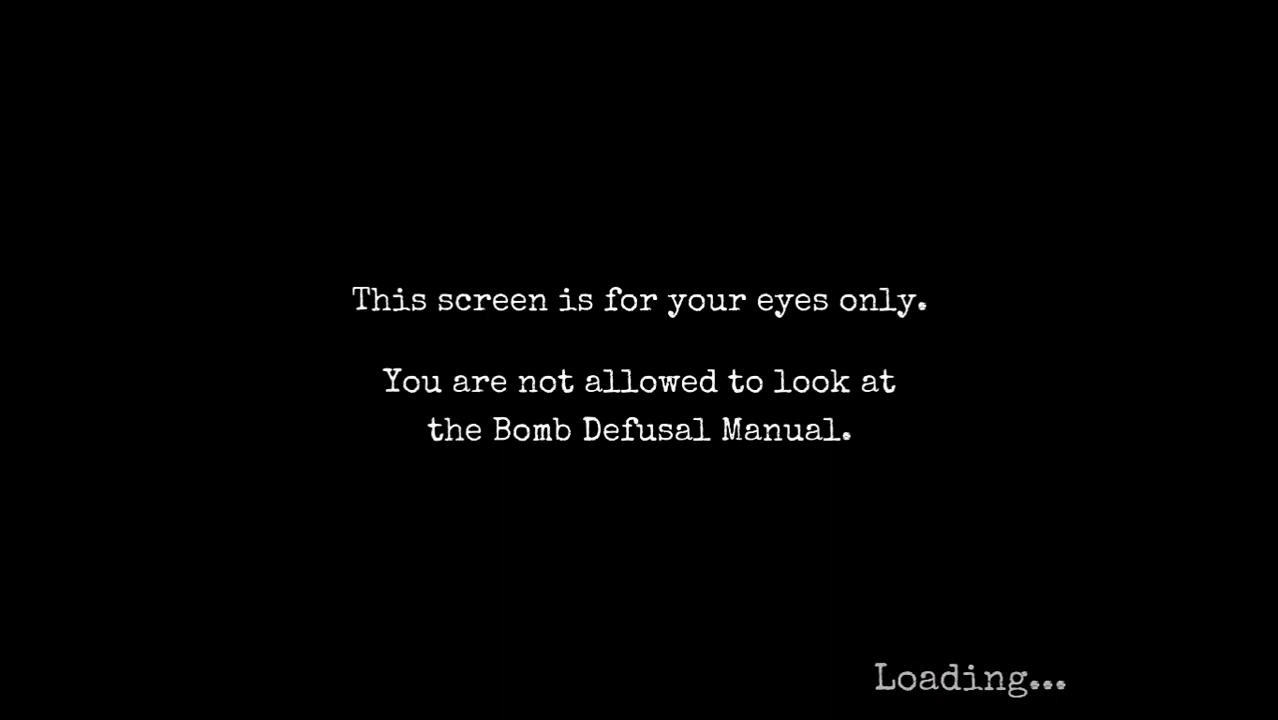 This screen is for your eyes only.
You are not allowed to look at
the Bomb Defusal Manual.
Loading...